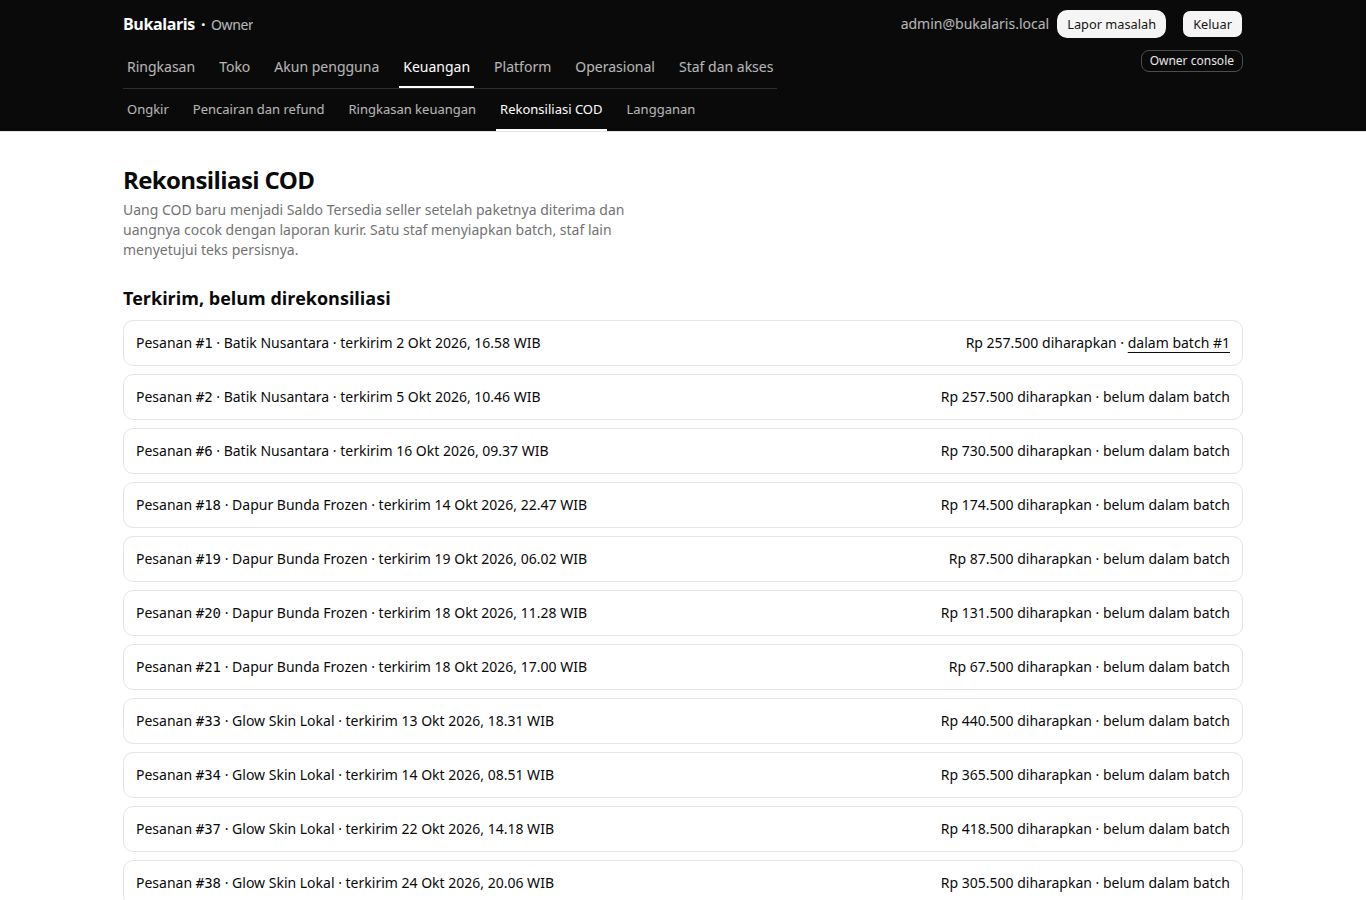 Bukalaris · Owner
admin@bukalaris.local
Lapor masalah
Keluar
Ringkasan
Toko
Akun pengguna
Keuangan
Platform
Operasional
Staf dan akses
Owner console
Ongkir
Pencairan dan refund
Ringkasan keuangan
Rekonsiliasi COD
Langganan
Rekonsiliasi COD
Uang COD baru menjadi Saldo Tersedia seller setelah paketnya diterima dan
uangnya cocok dengan laporan kurir. Satu staf menyiapkan batch, staf lain
menyetujui teks persisnya.
Terkirim, belum direkonsiliasi
Pesanan #1 · Batik Nusantara · terkirim 2 Okt 2026, 16.58 WIB
Rp 257.500 diharapkan · dalam batch #1
Pesanan #2 · Batik Nusantara · terkirim 5 Okt 2026, 10.46 WIB
Rp 257.500 diharapkan · belum dalam batch
Pesanan #6 · Batik Nusantara · terkirim 16 Okt 2026, 09.37 WIB
Rp 730.500 diharapkan · belum dalam batch
Pesanan #18 · Dapur Bunda Frozen · terkirim 14 Okt 2026, 22.47 WIB
Rp 174.500 diharapkan · belum dalam batch
Pesanan #19 · Dapur Bunda Frozen · terkirim 19 Okt 2026, 06.02 WIB
Rp 87.500 diharapkan · belum dalam batch
Pesanan #20 · Dapur Bunda Frozen · terkirim 18 Okt 2026, 11.28 WIB
Rp 131.500 diharapkan · belum dalam batch
Pesanan #21 · Dapur Bunda Frozen · terkirim 18 Okt 2026, 17.00 WIB
Rp 67.500 diharapkan · belum dalam batch
Pesanan #33 · Glow Skin Lokal · terkirim 13 Okt 2026, 18.31 WIB
Rp 440.500 diharapkan · belum dalam batch
Pesanan #34 · Glow Skin Lokal · terkirim 14 Okt 2026, 08.51 WIB
Rp 365.500 diharapkan · belum dalam batch
Pesanan #37 · Glow Skin Lokal · terkirim 22 Okt 2026, 14.18 WIB
Rp 418.500 diharapkan · belum dalam batch
Pesanan #38 · Glow Skin Lokal · terkirim 24 Okt 2026, 20.06 WIB
Rp 305.500 diharapkan · belum dalam batch